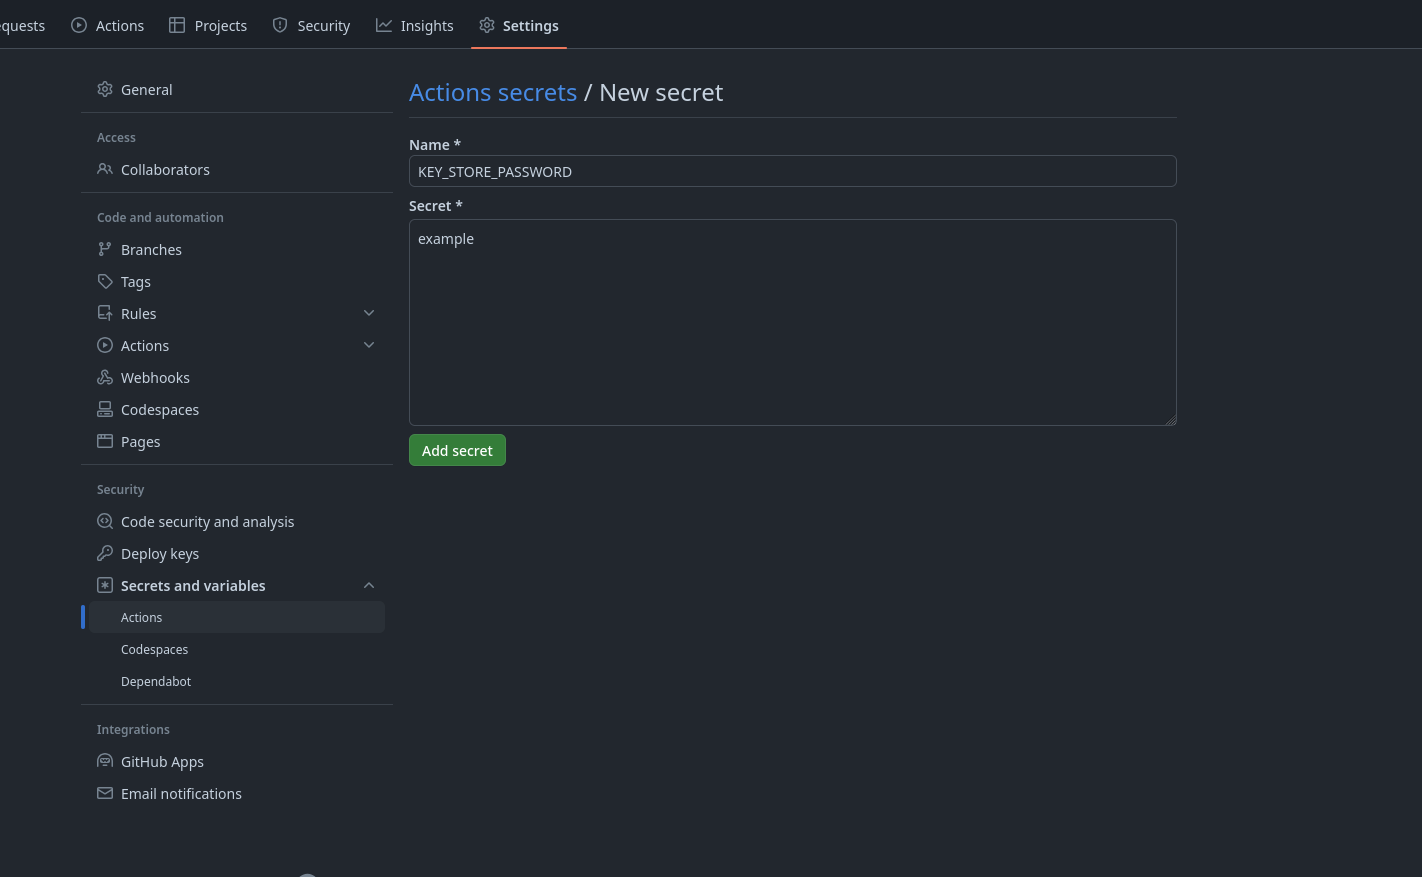 equests Actions Projects Security Insights Settings
General
Access
Collaborators
Code and automation
Branches
Tags
Rules
Actions
Webhooks
Codespaces
Pages
Security
Code security and analysis
Deploy keys
Secrets and variables
Actions
Codespaces
Dependabot
Integrations
GitHub Apps
Email notifications
Actions secrets / New secret
Name *
KEY_STORE_PASSWORD
Secret *
example
Add secret